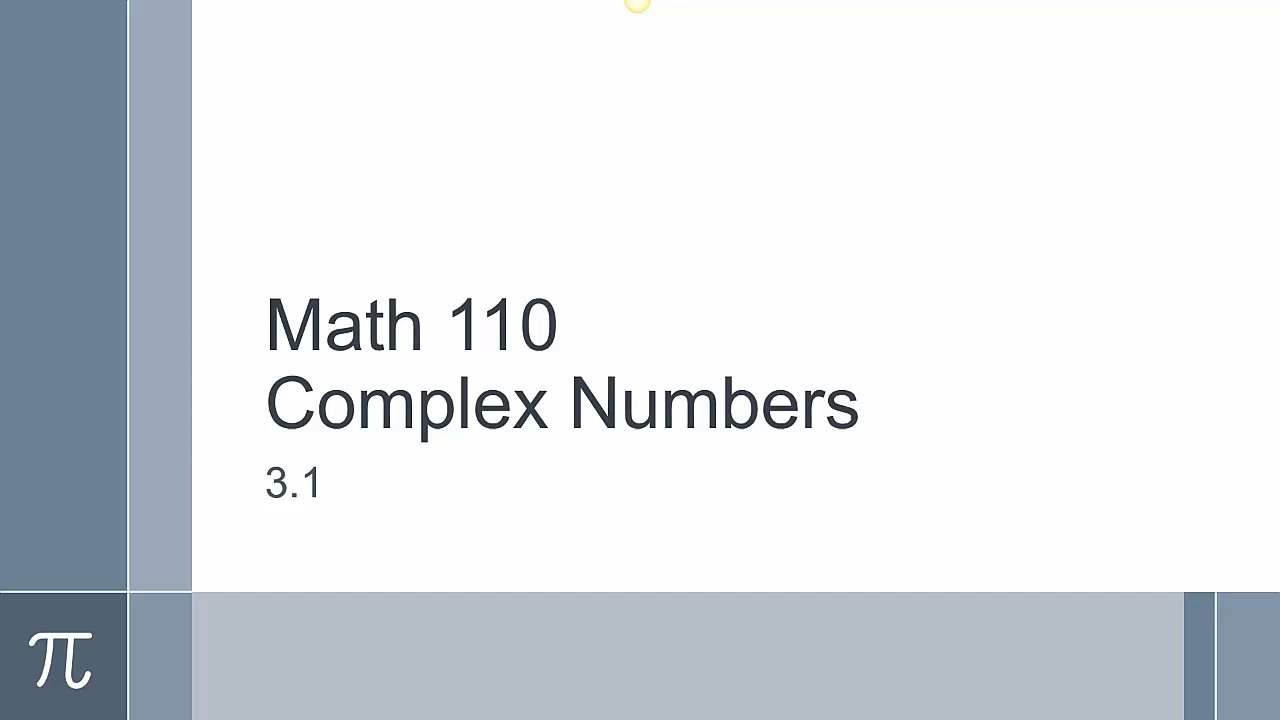 Math 110
Complex Numbers
3.1
π